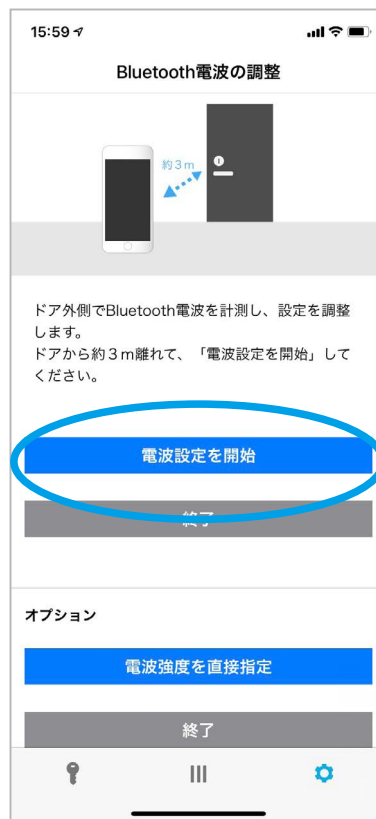 15:59
Bluetooth電波の調整
約3m
ドア外側でBluetooth電波を計測し、設定を調整
します。
ドアから約３ｍ離れて、「電波設定を開始」して
ください。
電波設定を開始
終了
オプション
電波強度を直接指定
終了